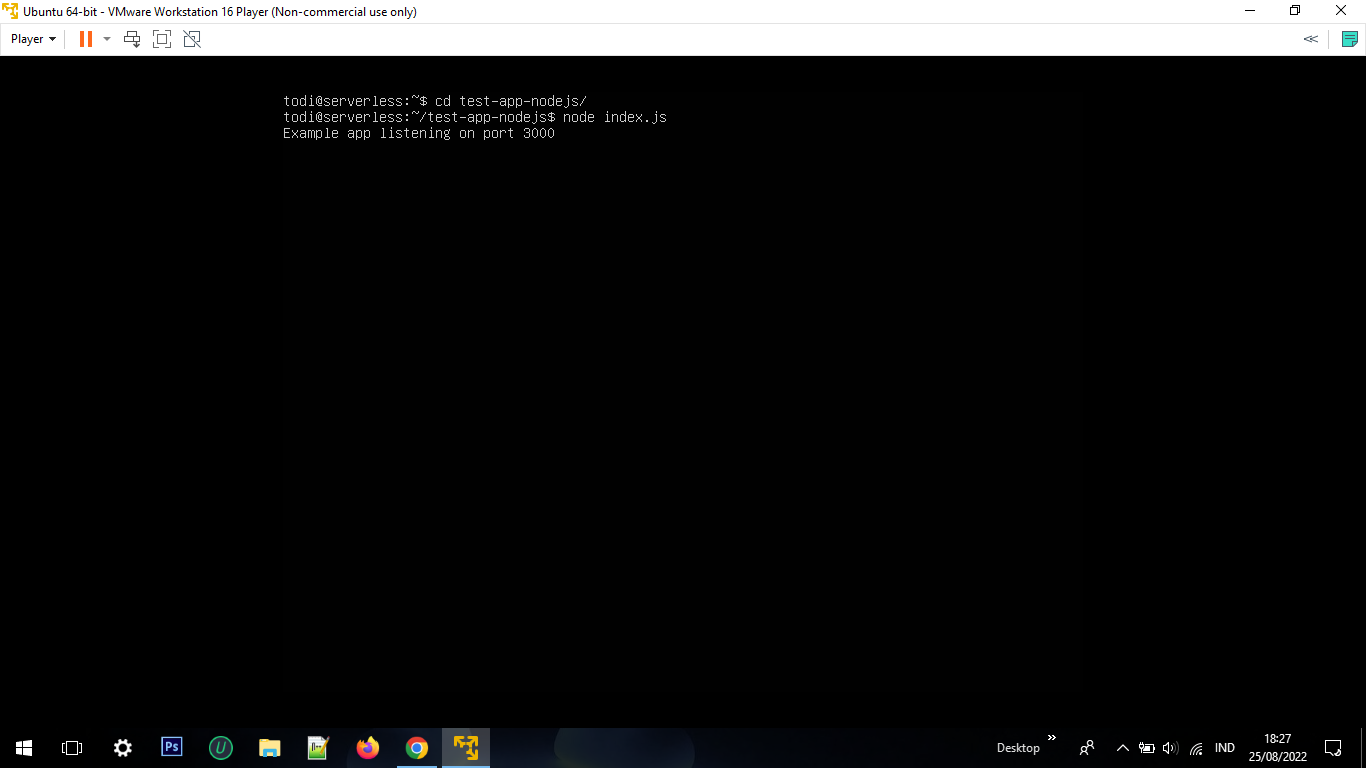 Ubuntu 64-bit - VMware Workstation 16 Player (Non-commercial use only)
Player
todi@serverless:~$ cd test-app-nodejs/
todi@serverless:~/test-app-nodejs$ node index.js
Example app listening on port 3000
Ps
U
Desktop
IND
18:27
25/08/2022